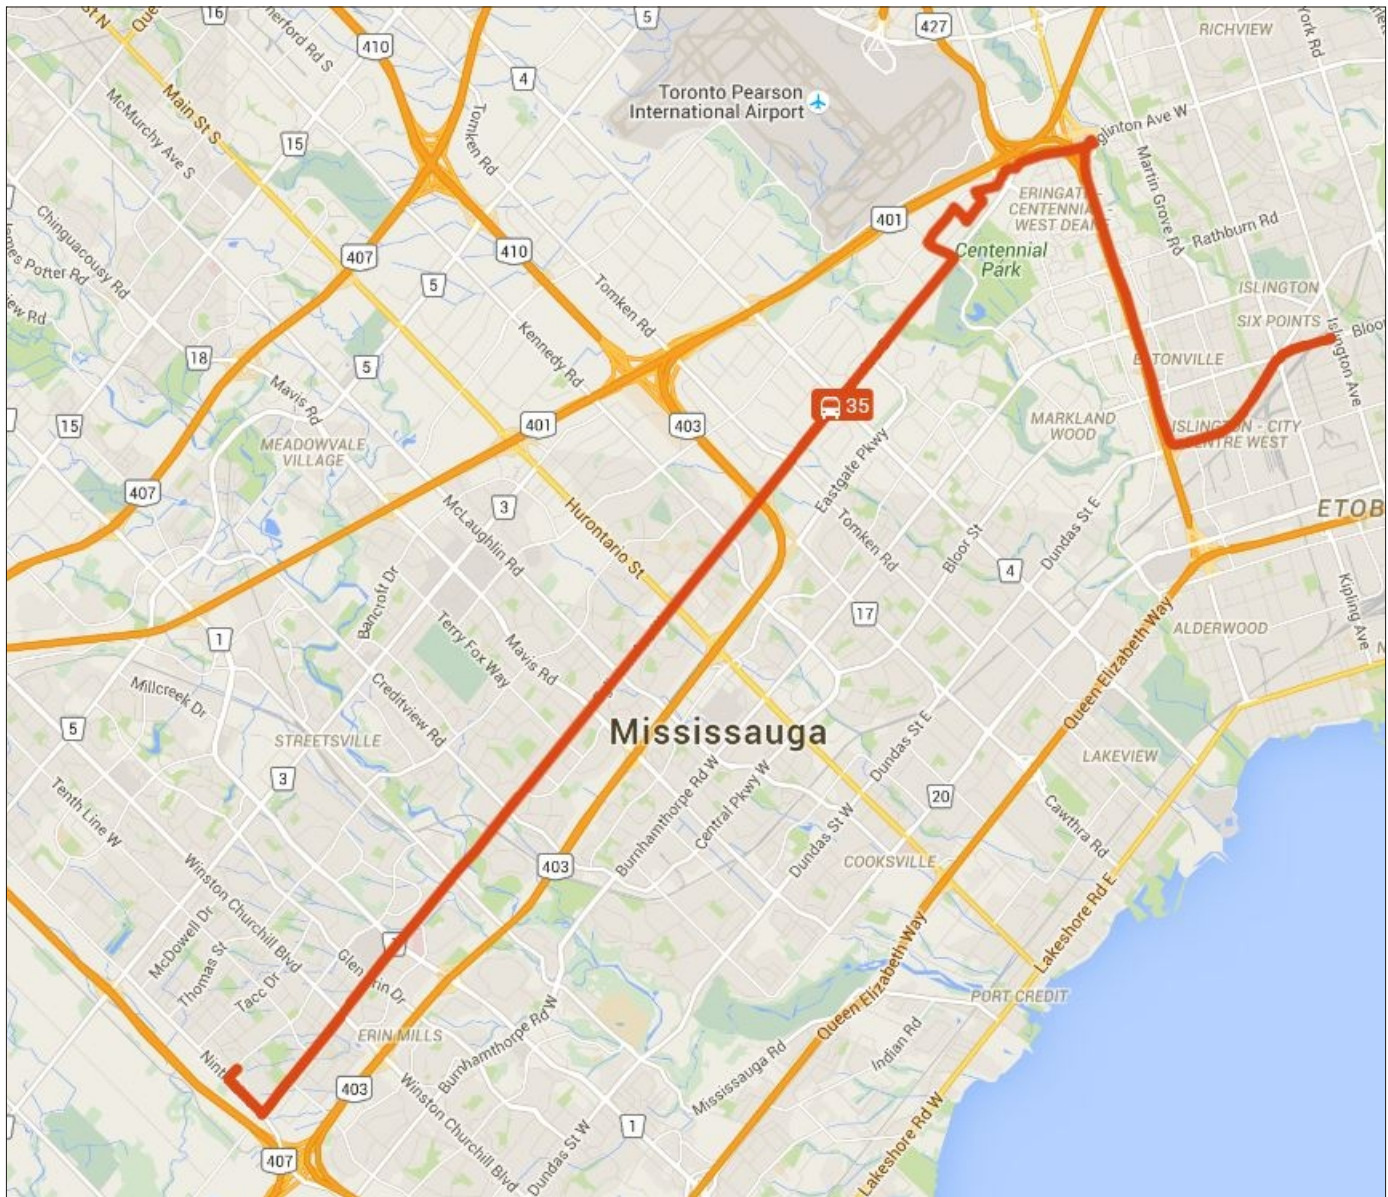 16
5
427
RICHVIEW
York Rd
410
4
Main St S
McMurchy Ave S
Tomken Rd
Toronto Pearson
International Airport
15
Martin Grove Rd
401
CENTENNIAL -
WEST DEANE
Rathburn Rd
Chinguacousy Rd
407
410
Centennial
Park
5
ISLINGTON
Tomken Rd
SIX POINTS
Bloor
Islington Ave
Kennedy Rd
18
5
Mavis Rd
35
15
401
403
MARKLAND
WOOD
MEADOWVALE
VILLAGE
ISLINGTON - CITY
CENTRE WEST
407
3
Eastgate Pkwy
McLaughlin Rd
Hurontario St
Tomken Rd
Bloor St
Dundas St E
ETOB
4
Bancroft Dr
17
Kipling Ave
1
Terry Fox Way
Mavis Rd
ALDERWOOD
Queen Elizabeth Way
Millcreek Dr
Creditview Rd
5
STREETSVILLE
Mississauga
Dundas St E
LAKEVIEW
3
20
Tenth Line W
Burnhamthorpe Rd W
Central Pkwy W
Dundas St W
Cawthra Rd
COOKSVILLE
403
Winston Churchill Blvd
McDowell Dr
Thomas St
Tacc Dr
Lakeshore Rd E
Queen Elizabeth Way
PORT CREDIT
ERIN MILLS
Burnhamthorpe Rd W
Indian Rd
Mississauga Rd
403
Winston Churchill Blvd
1
Dundas St W
Lakeshore Rd W
407